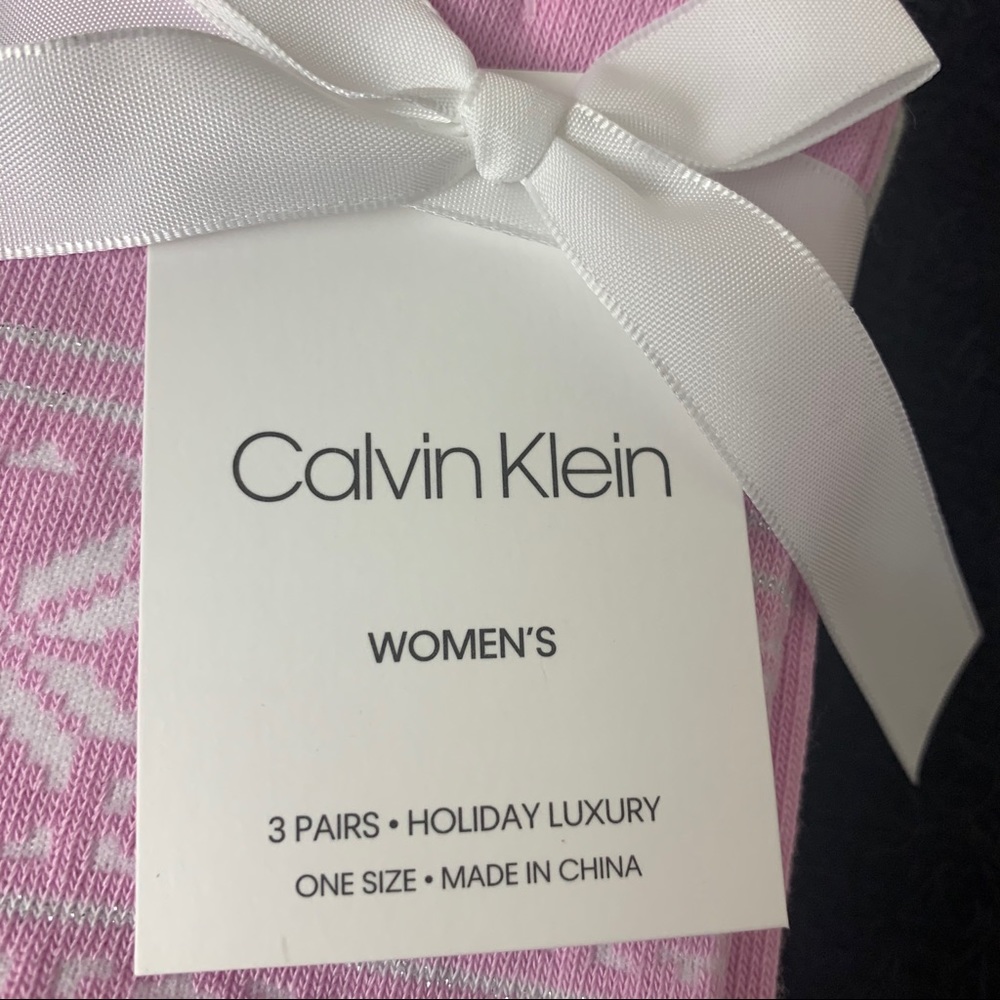 Calvin Klein
WOMEN'S
3 PAIRS • HOLIDAY LUXURY
ONE SIZE • MADE IN CHINA